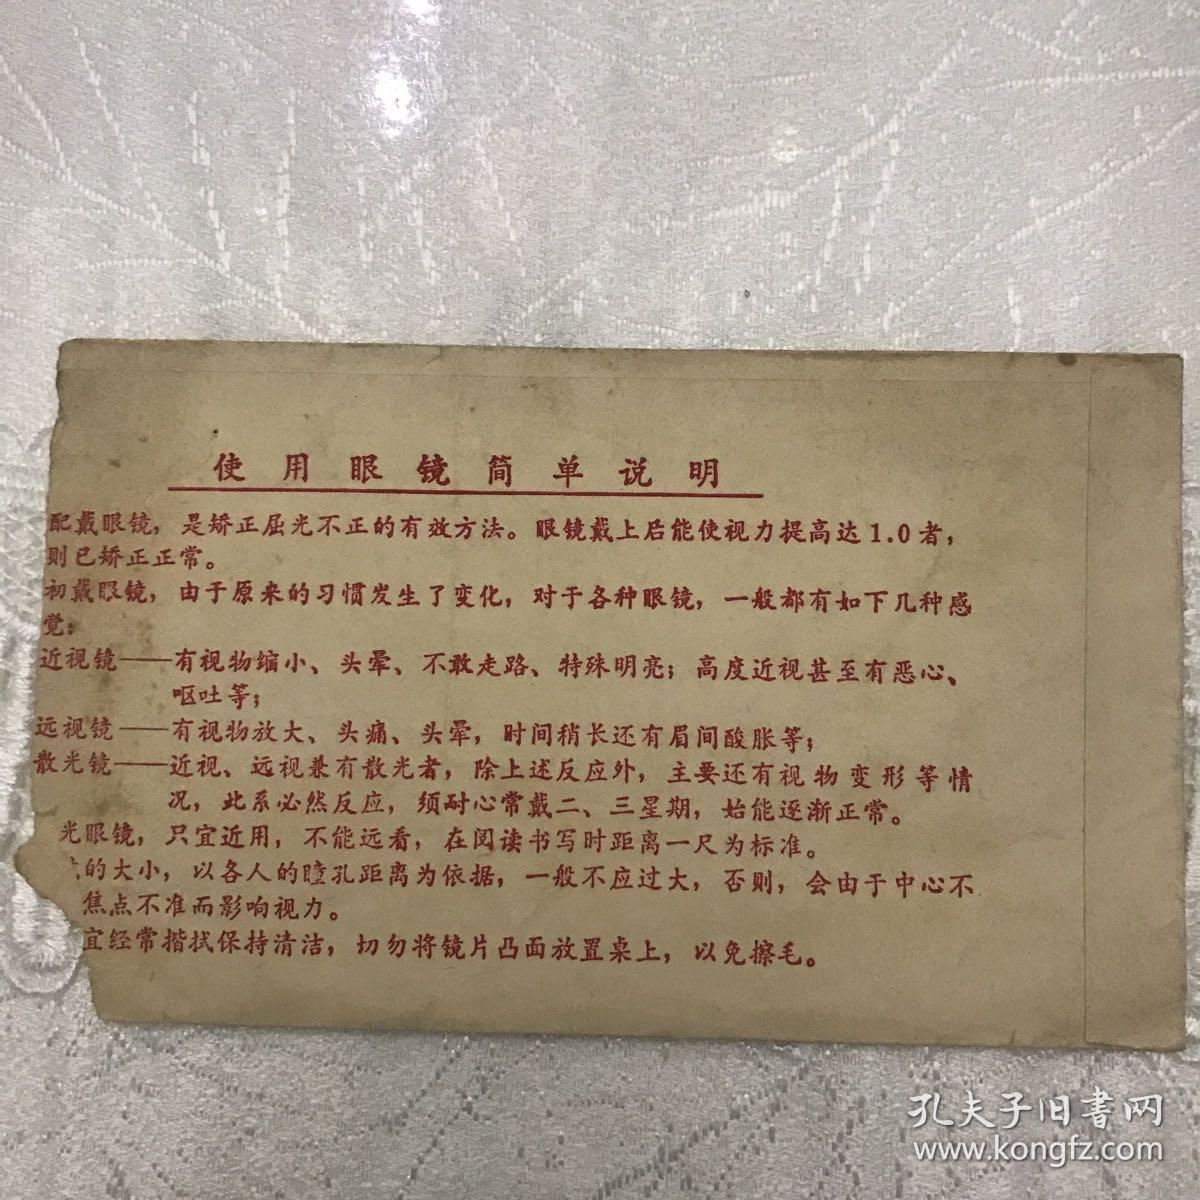 使用眼镜简单说明
配戴眼镜，是矫正屈光不正的有效方法。眼镜戴上后能使视力提高达1.0者，
则已矫正正常。
初戴眼镜，由于原来的习惯发生了变化，对于各种眼镜，一般都有如下几种感
觉：
近视镜——有视物缩小、头晕、不敢走路、特殊明亮；高度近视甚至有恶心、
呕吐等；
远视镜——有视物放大、头痛、头晕，时间稍长还有眉间酸胀等；
散光镜——近视、远视兼有散光者，除上述反应外，主要还有视物变形等情
况，此系必然反应，须耐心常戴二、三星期，始能逐渐正常。
光眼镜，只宜近用，不能远看，在阅读书写时距离一尺为标准。
的大小，以各人的瞳孔距离为依据，一般不应过大，否则，会由于中心不
焦点不准而影响视力。
宜经常揩拭保持清洁，切勿将镜片凸面放置桌上，以免擦毛。
孔夫子旧书网
www.kongfz.com